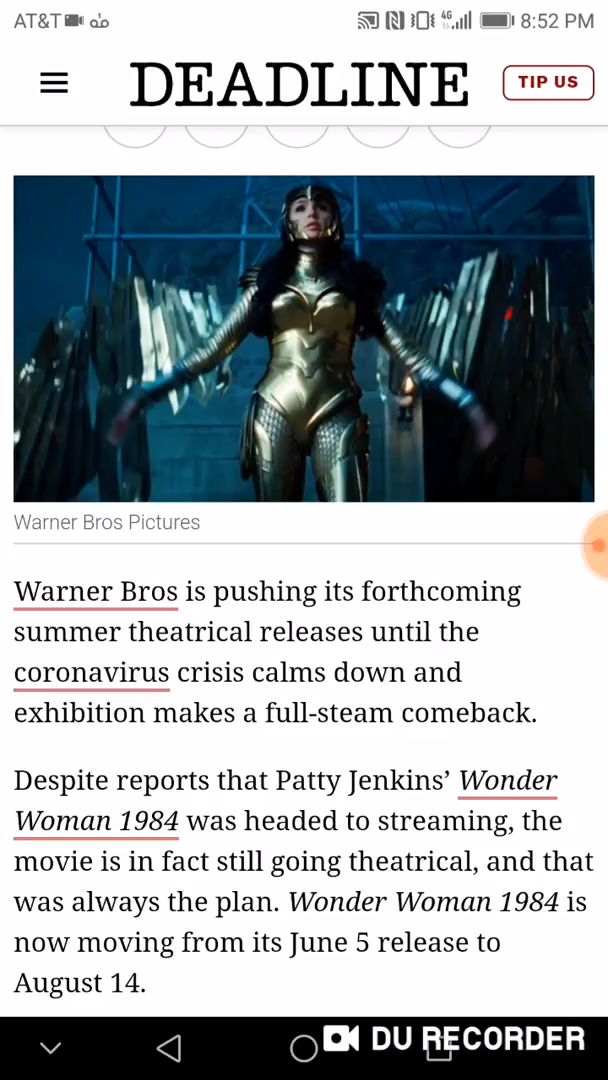 AT&T 4G 8:52 PM
DEADLINE
TIP US
Warner Bros Pictures
Warner Bros is pushing its forthcoming
summer theatrical releases until the
coronavirus crisis calms down and
exhibition makes a full-steam comeback.
Despite reports that Patty Jenkins’ Wonder
Woman 1984 was headed to streaming, the
movie is in fact still going theatrical, and that
was always the plan. Wonder Woman 1984 is
now moving from its June 5 release to
August 14.
DU RECORDER